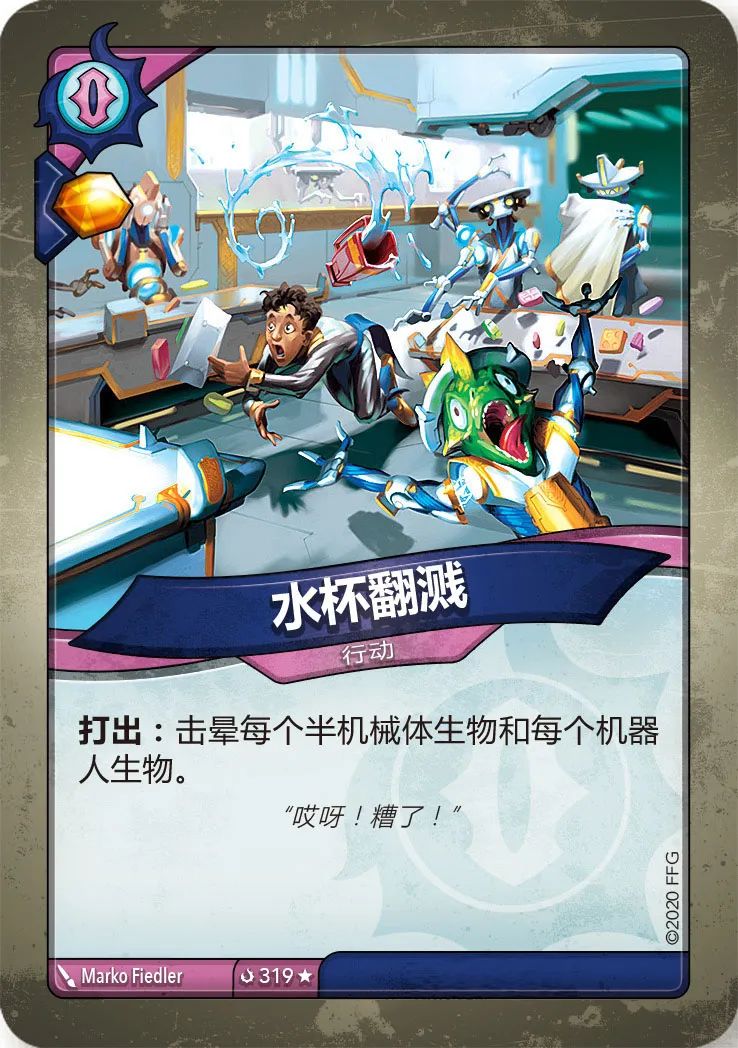 水杯翻溅
行动
打出：击晕每个半机械体生物和每个机器
人生物。
“哎呀！糟了！”
©2020 FFG
Marko Fiedler
319★